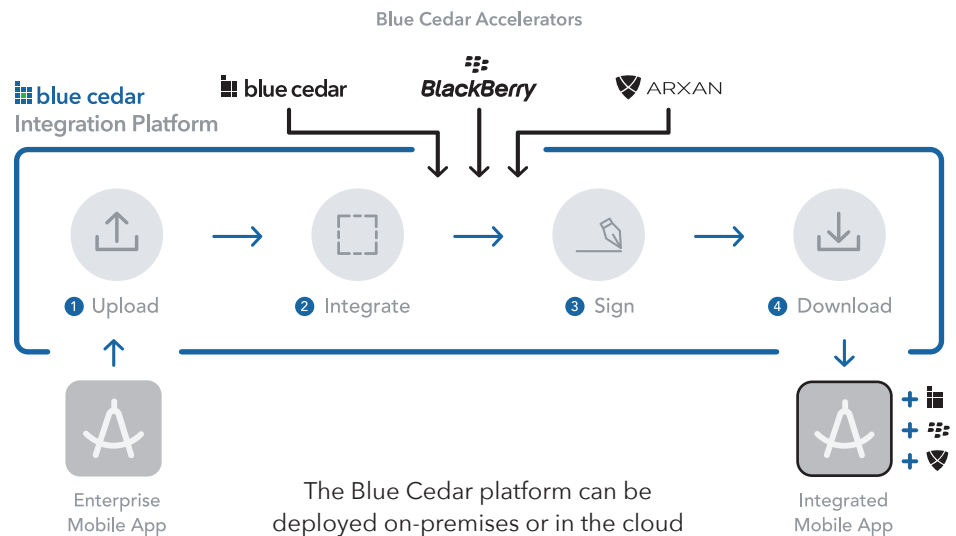 Blue Cedar Accelerators
blue cedar
BlackBerry
ARXAN
blue cedar
Integration Platform
1 Upload
2 Integrate
3 Sign
4 Download
Enterprise
Mobile App
The Blue Cedar platform can be
deployed on-premises or in the cloud
Integrated
Mobile App